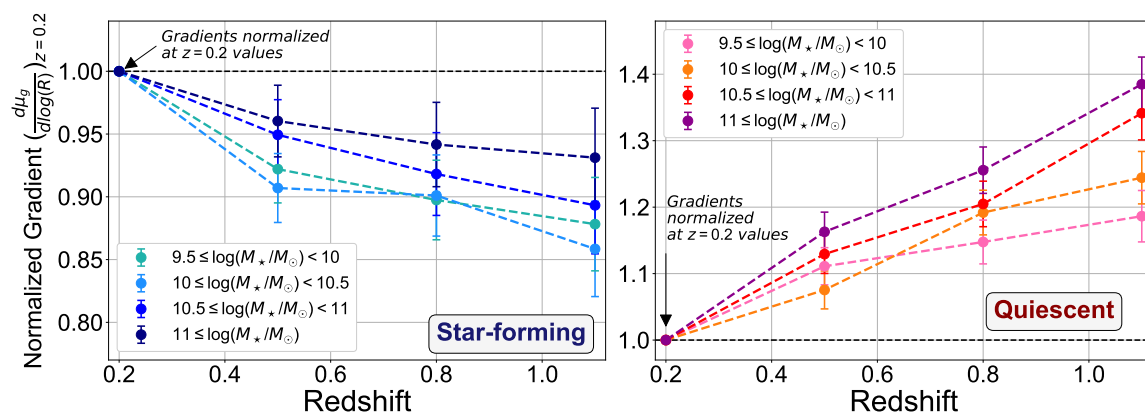 Normalized Gradient (dμ_g/dlog(R))_{z=0.2}
1.00
0.95
0.90
0.85
0.80
Gradients normalized
at z = 0.2 values
9.5 ≤ log(M⋆/M⊙) < 10
10 ≤ log(M⋆/M⊙) < 10.5
10.5 ≤ log(M⋆/M⊙) < 11
11 ≤ log(M⋆/M⊙)
Star-forming
0.2 0.4 0.6 0.8 1.0
Redshift
1.4
1.3
1.2
1.1
1.0
9.5 ≤ log(M⋆/M⊙) < 10
10 ≤ log(M⋆/M⊙) < 10.5
10.5 ≤ log(M⋆/M⊙) < 11
11 ≤ log(M⋆/M⊙)
Gradients
normalized
at z = 0.2 values
Quiescent
0.2 0.4 0.6 0.8 1.0
Redshift